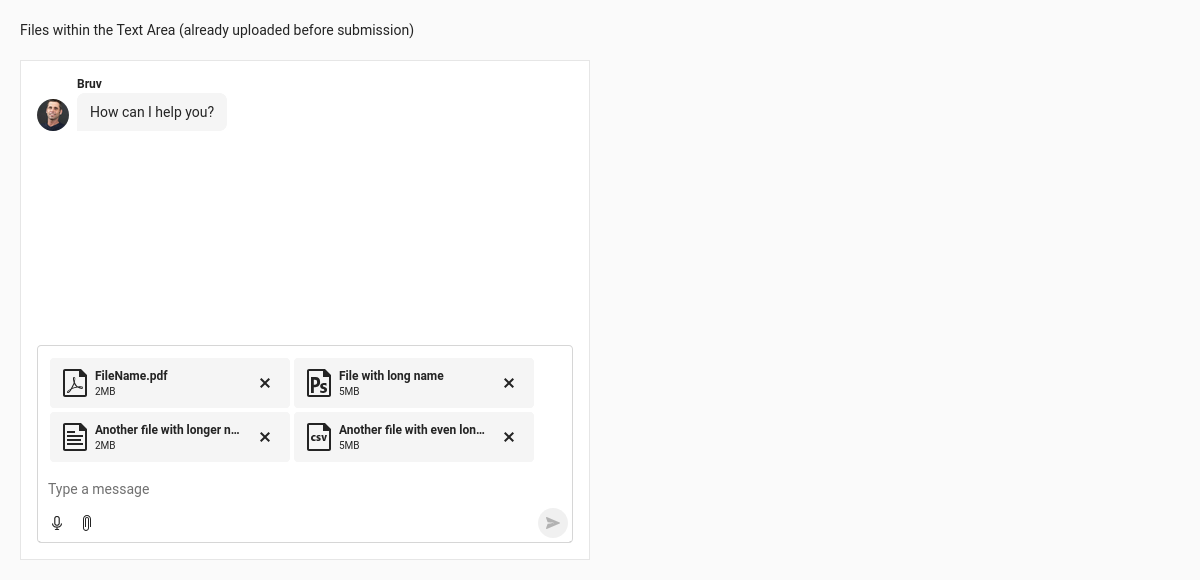 Files within the Text Area (already uploaded before submission)
Bruv
How can I help you?
FileName.pdf
2MB
Ps
File with long name
5MB
Another file with longer n...
2MB
csv
Another file with even lon...
5MB
Type a message